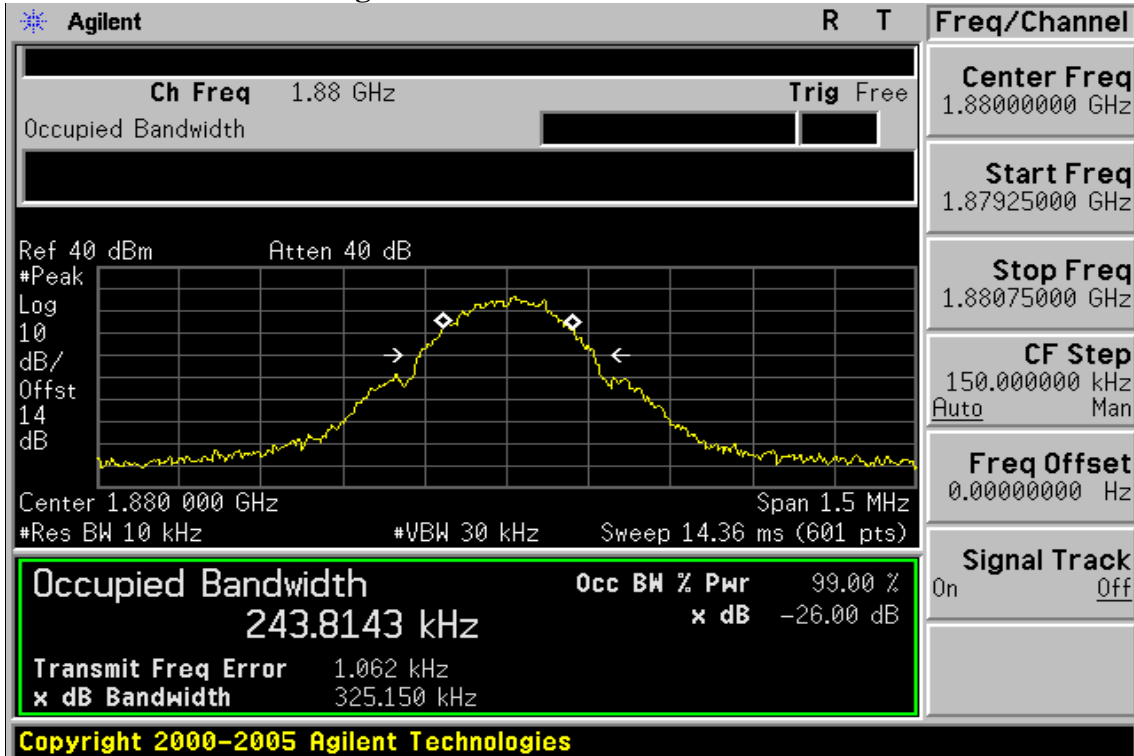 Agilent R T Freq/Channel
Ch Freq 1.88 GHz Trig Free
Occupied Bandwidth
Center Freq
1.88000000 GHz
Start Freq
1.87925000 GHz
Stop Freq
1.88075000 GHz
CF Step
150.000000 kHz
Auto Man
Freq Offset
0.00000000 Hz
Signal Track
On Off
Ref 40 dBm Atten 40 dB
#Peak
Log
10
dB/
Offst
14
dB
Center 1.880 000 GHz Span 1.5 MHz
#Res BW 10 kHz #VBW 30 kHz Sweep 14.36 ms (601 pts)
Occupied Bandwidth Occ BW % Pwr 99.00 %
243.8143 kHz x dB -26.00 dB
Transmit Freq Error 1.062 kHz
x dB Bandwidth 325.150 kHz
Copyright 2000-2005 Agilent Technologies